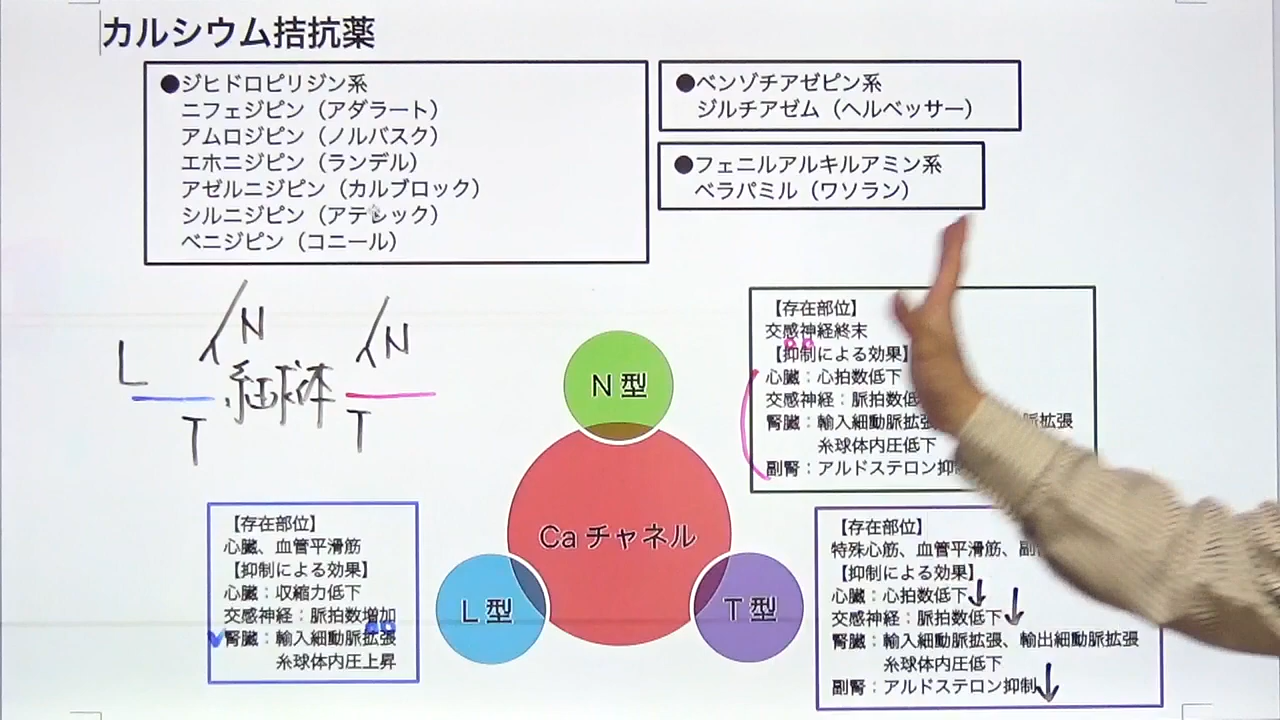 カルシウム拮抗薬
●ジヒドロピリジン系
ニフェジピン（アダラート）
アムロジピン（ノルバスク）
エホニジピン（ランデル）
アゼルニジピン（カルブロック）
シルニジピン（アテレック）
ベニジピン（コニール）
●ベンゾチアゼピン系
ジルチアゼム（ヘルベッサー）
●フェニルアルキルアミン系
ベラパミル（ワソラン）
L
N
糸球体
N
T
T
N型
Caチャネル
L型
T型
【存在部位】
交感神経終末
【抑制による効果】
心臓：心拍数低下
交感神経：脈拍数低
腎臓：輸入細動脈拡張 脈拡張
糸球体内圧低下
副腎：アルドステロン抑
【存在部位】
心臓、血管平滑筋
【抑制による効果】
心臓：収縮力低下
交感神経：脈拍数増加
腎臓：輸入細動脈拡張
糸球体内圧上昇
【存在部位】
特殊心筋、血管平滑筋、副
【抑制による効果】
心臓：心拍数低下↓
交感神経：脈拍数低下↓
腎臓：輸入細動脈拡張、輸出細動脈拡張
糸球体内圧低下
副腎：アルドステロン抑制↓